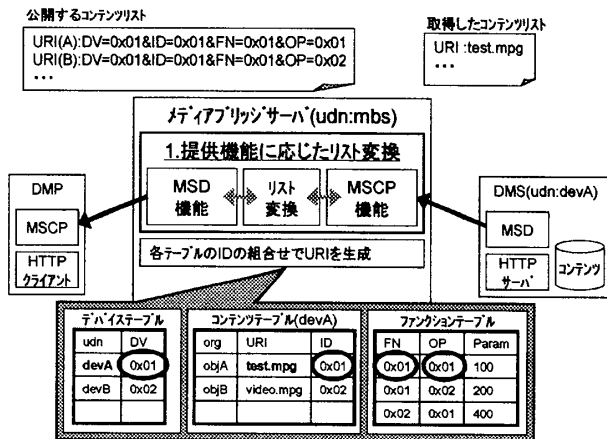 公開するコンテンツリスト
URI(A):DV=0x01&ID=0x01&FN=0x01&OP=0x01
URI(B):DV=0x01&ID=0x01&FN=0x01&OP=0x02
…
取得したコンテンツリスト
URI :test.mpg
…
メディアブリッジサーバ(udn:mbs)
1.提供機能に応じたリスト変換
MSD
機能
リスト
変換
MSCP
機能
各テーブルのIDの組合せでURIを生成
DMP
MSCP
HTTP
クライアント
DMS(udn:devA)
MSD
HTTP
サーバ
コンテンツ
デバイステーブル
udn DV
devA 0x01
devB 0x02
コンテンツテーブル(devA)
org URI ID
objA test.mpg 0x01
objB video.mpg 0x02
ファンクションテーブル
FN OP Param
0x01 0x01 100
0x01 0x02 200
0x02 0x01 400